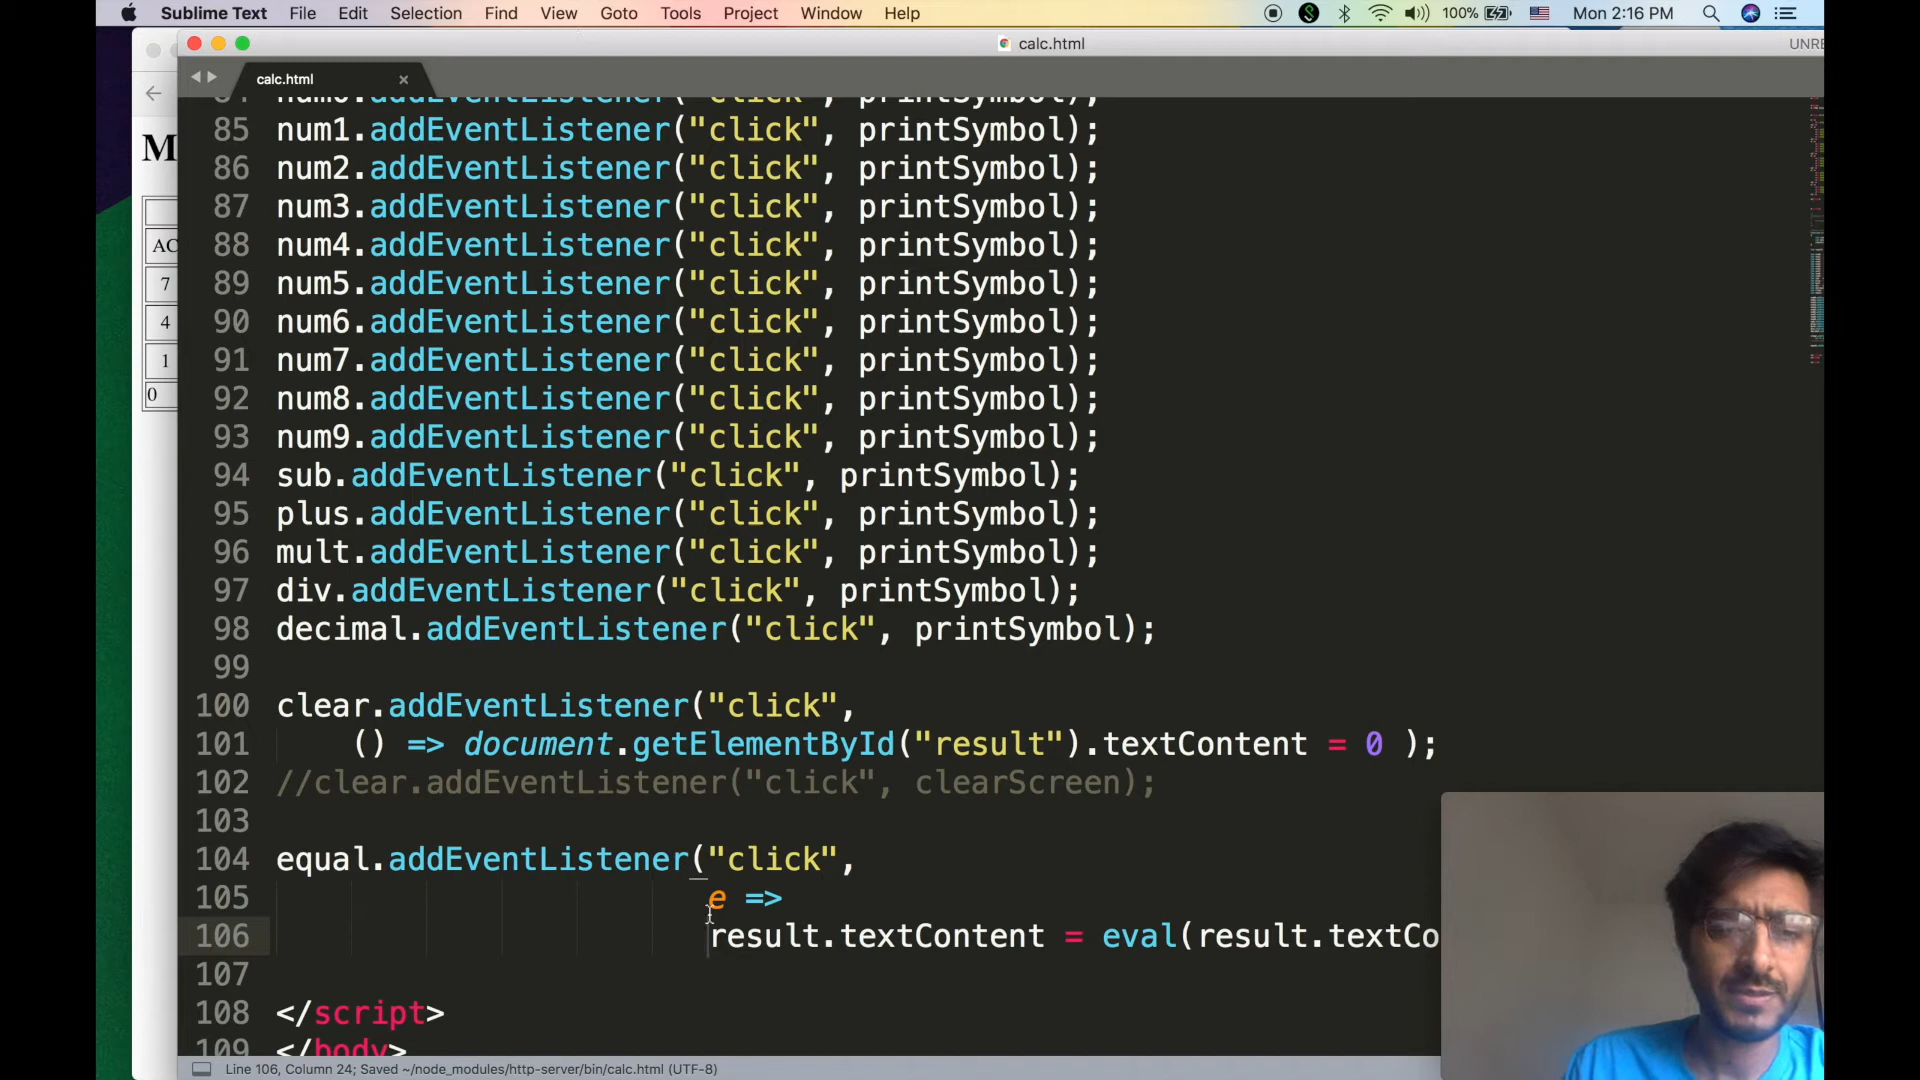 Sublime Text File Edit Selection Find View Goto Tools Project Window Help 100% Mon 2:16 PM
calc.html
calc.html
M
AC
7
4
1
0
85 num1.addEventListener("click", printSymbol);
86 num2.addEventListener("click", printSymbol);
87 num3.addEventListener("click", printSymbol);
88 num4.addEventListener("click", printSymbol);
89 num5.addEventListener("click", printSymbol);
90 num6.addEventListener("click", printSymbol);
91 num7.addEventListener("click", printSymbol);
92 num8.addEventListener("click", printSymbol);
93 num9.addEventListener("click", printSymbol);
94 sub.addEventListener("click", printSymbol);
95 plus.addEventListener("click", printSymbol);
96 mult.addEventListener("click", printSymbol);
97 div.addEventListener("click", printSymbol);
98 decimal.addEventListener("click", printSymbol);
99
100 clear.addEventListener("click",
101 () => document.getElementById("result").textContent = 0 );
102 //clear.addEventListener("click", clearScreen);
103
104 equal.addEventListener("click",
105 e =>
106 result.textContent = eval(result.textCo
107
108 </script>
109 </body>
Line 106, Column 24; Saved ~/node_modules/http-server/bin/calc.html (UTF-8)